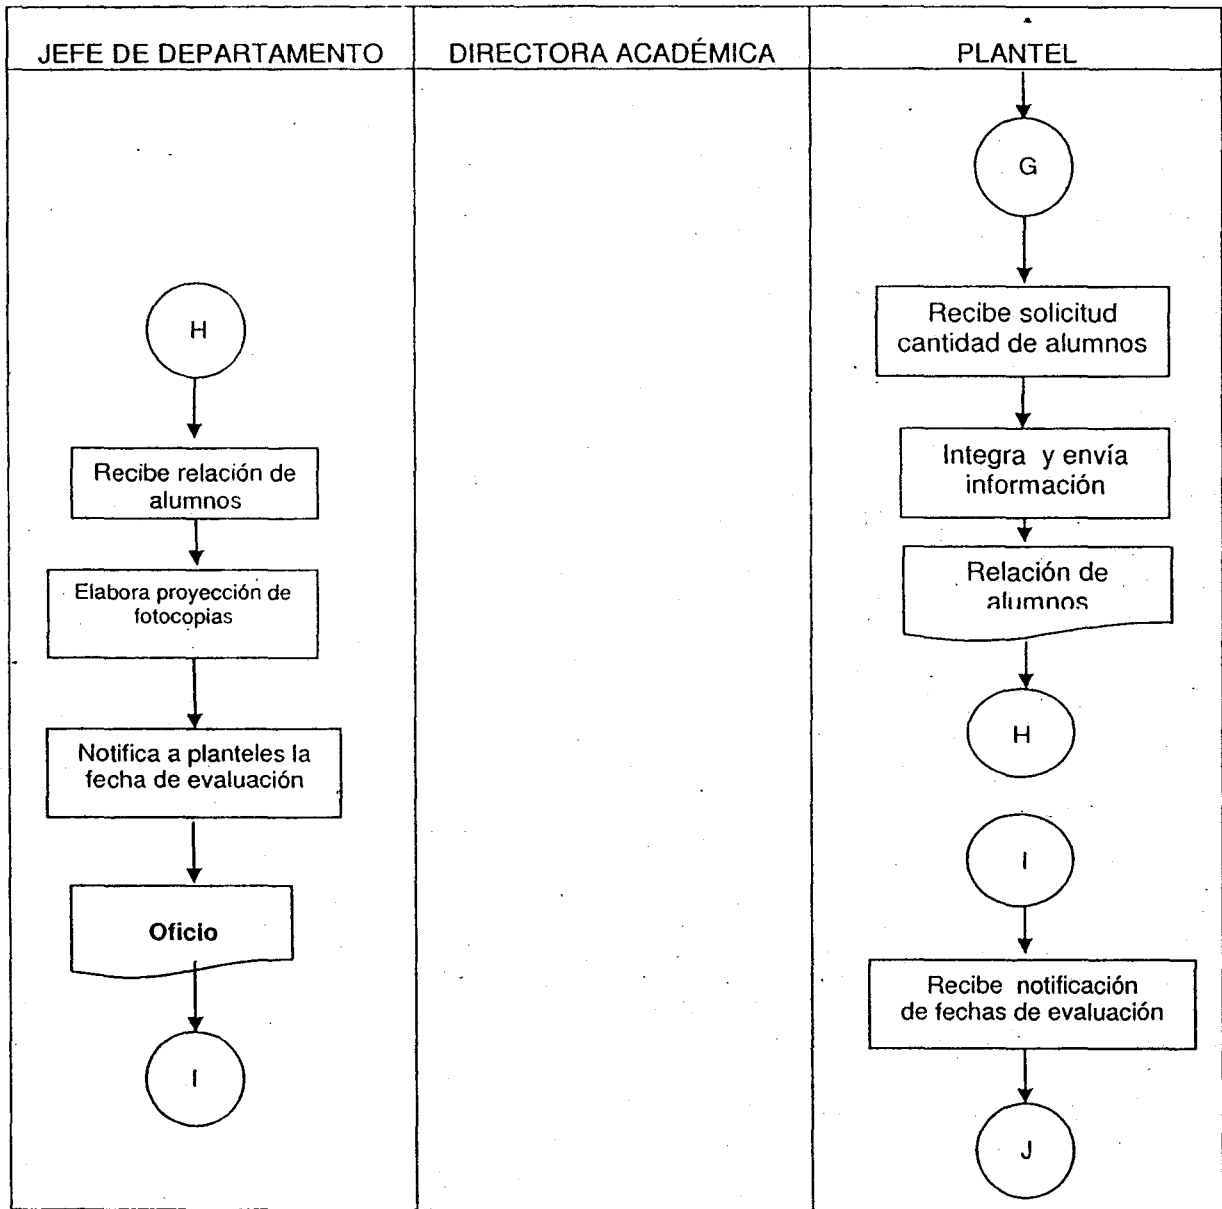 JEFE DE DEPARTAMENTO
DIRECTORA ACADÉMICA
PLANTEL
H
Recibe relación de
alumnos
Elabora proyección de
fotocopias
Notifica a planteles la
fecha de evaluación
Oficio
I
G
Recibe solicitud
cantidad de alumnos
Integra y envía
información
Relación de
alumnos
H
I
Recibe notificación
de fechas de evaluación
J